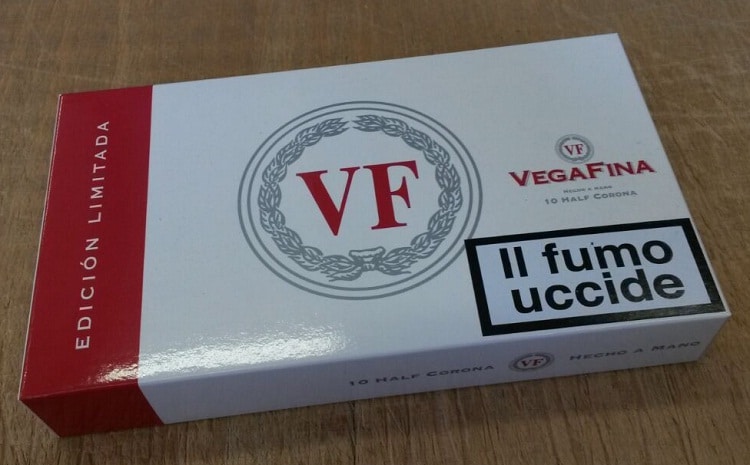 EDICIÓN LIMITADA
VF
VF
VEGAFINA
HECHO A MANO
10 HALF CORONA
Il fumo
uccide
10 HALF CORONA
VF
HECHO A MANO